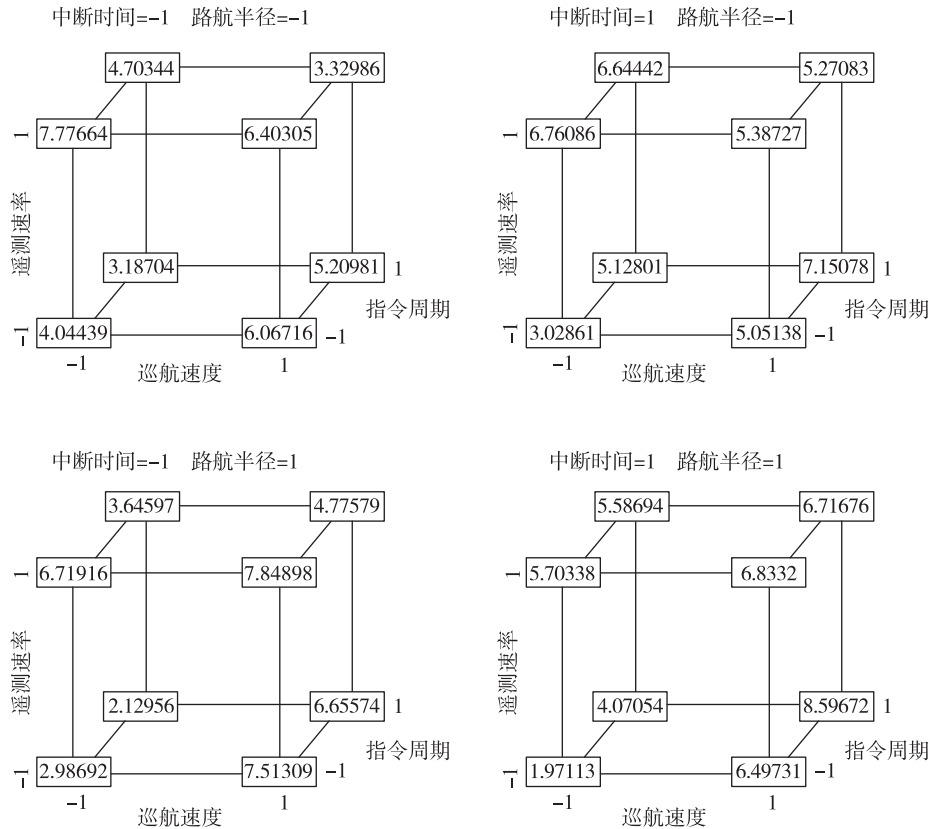 中断时间=-1 路航半径=-1
4.70344 3.32986
1 7.77664 6.40305
遥测速率
3.18704 5.20981 1
指令周期
-1 4.04439 6.06716 -1
-1 巡航速度 1
中断时间=1 路航半径=-1
6.64442 5.27083
1 6.76086 5.38727
遥测速率
5.12801 7.15078 1
指令周期
-1 3.02861 5.05138 -1
-1 巡航速度 1
中断时间=-1 路航半径=1
3.64597 4.77579
1 6.71916 7.84898
遥测速率
2.12956 6.65574 1
指令周期
-1 2.98692 7.51309 -1
-1 巡航速度 1
中断时间=1 路航半径=1
5.58694 6.71676
1 5.70338 6.8332
遥测速率
4.07054 8.59672 1
指令周期
-1 1.97113 6.49731 -1
-1 巡航速度 1